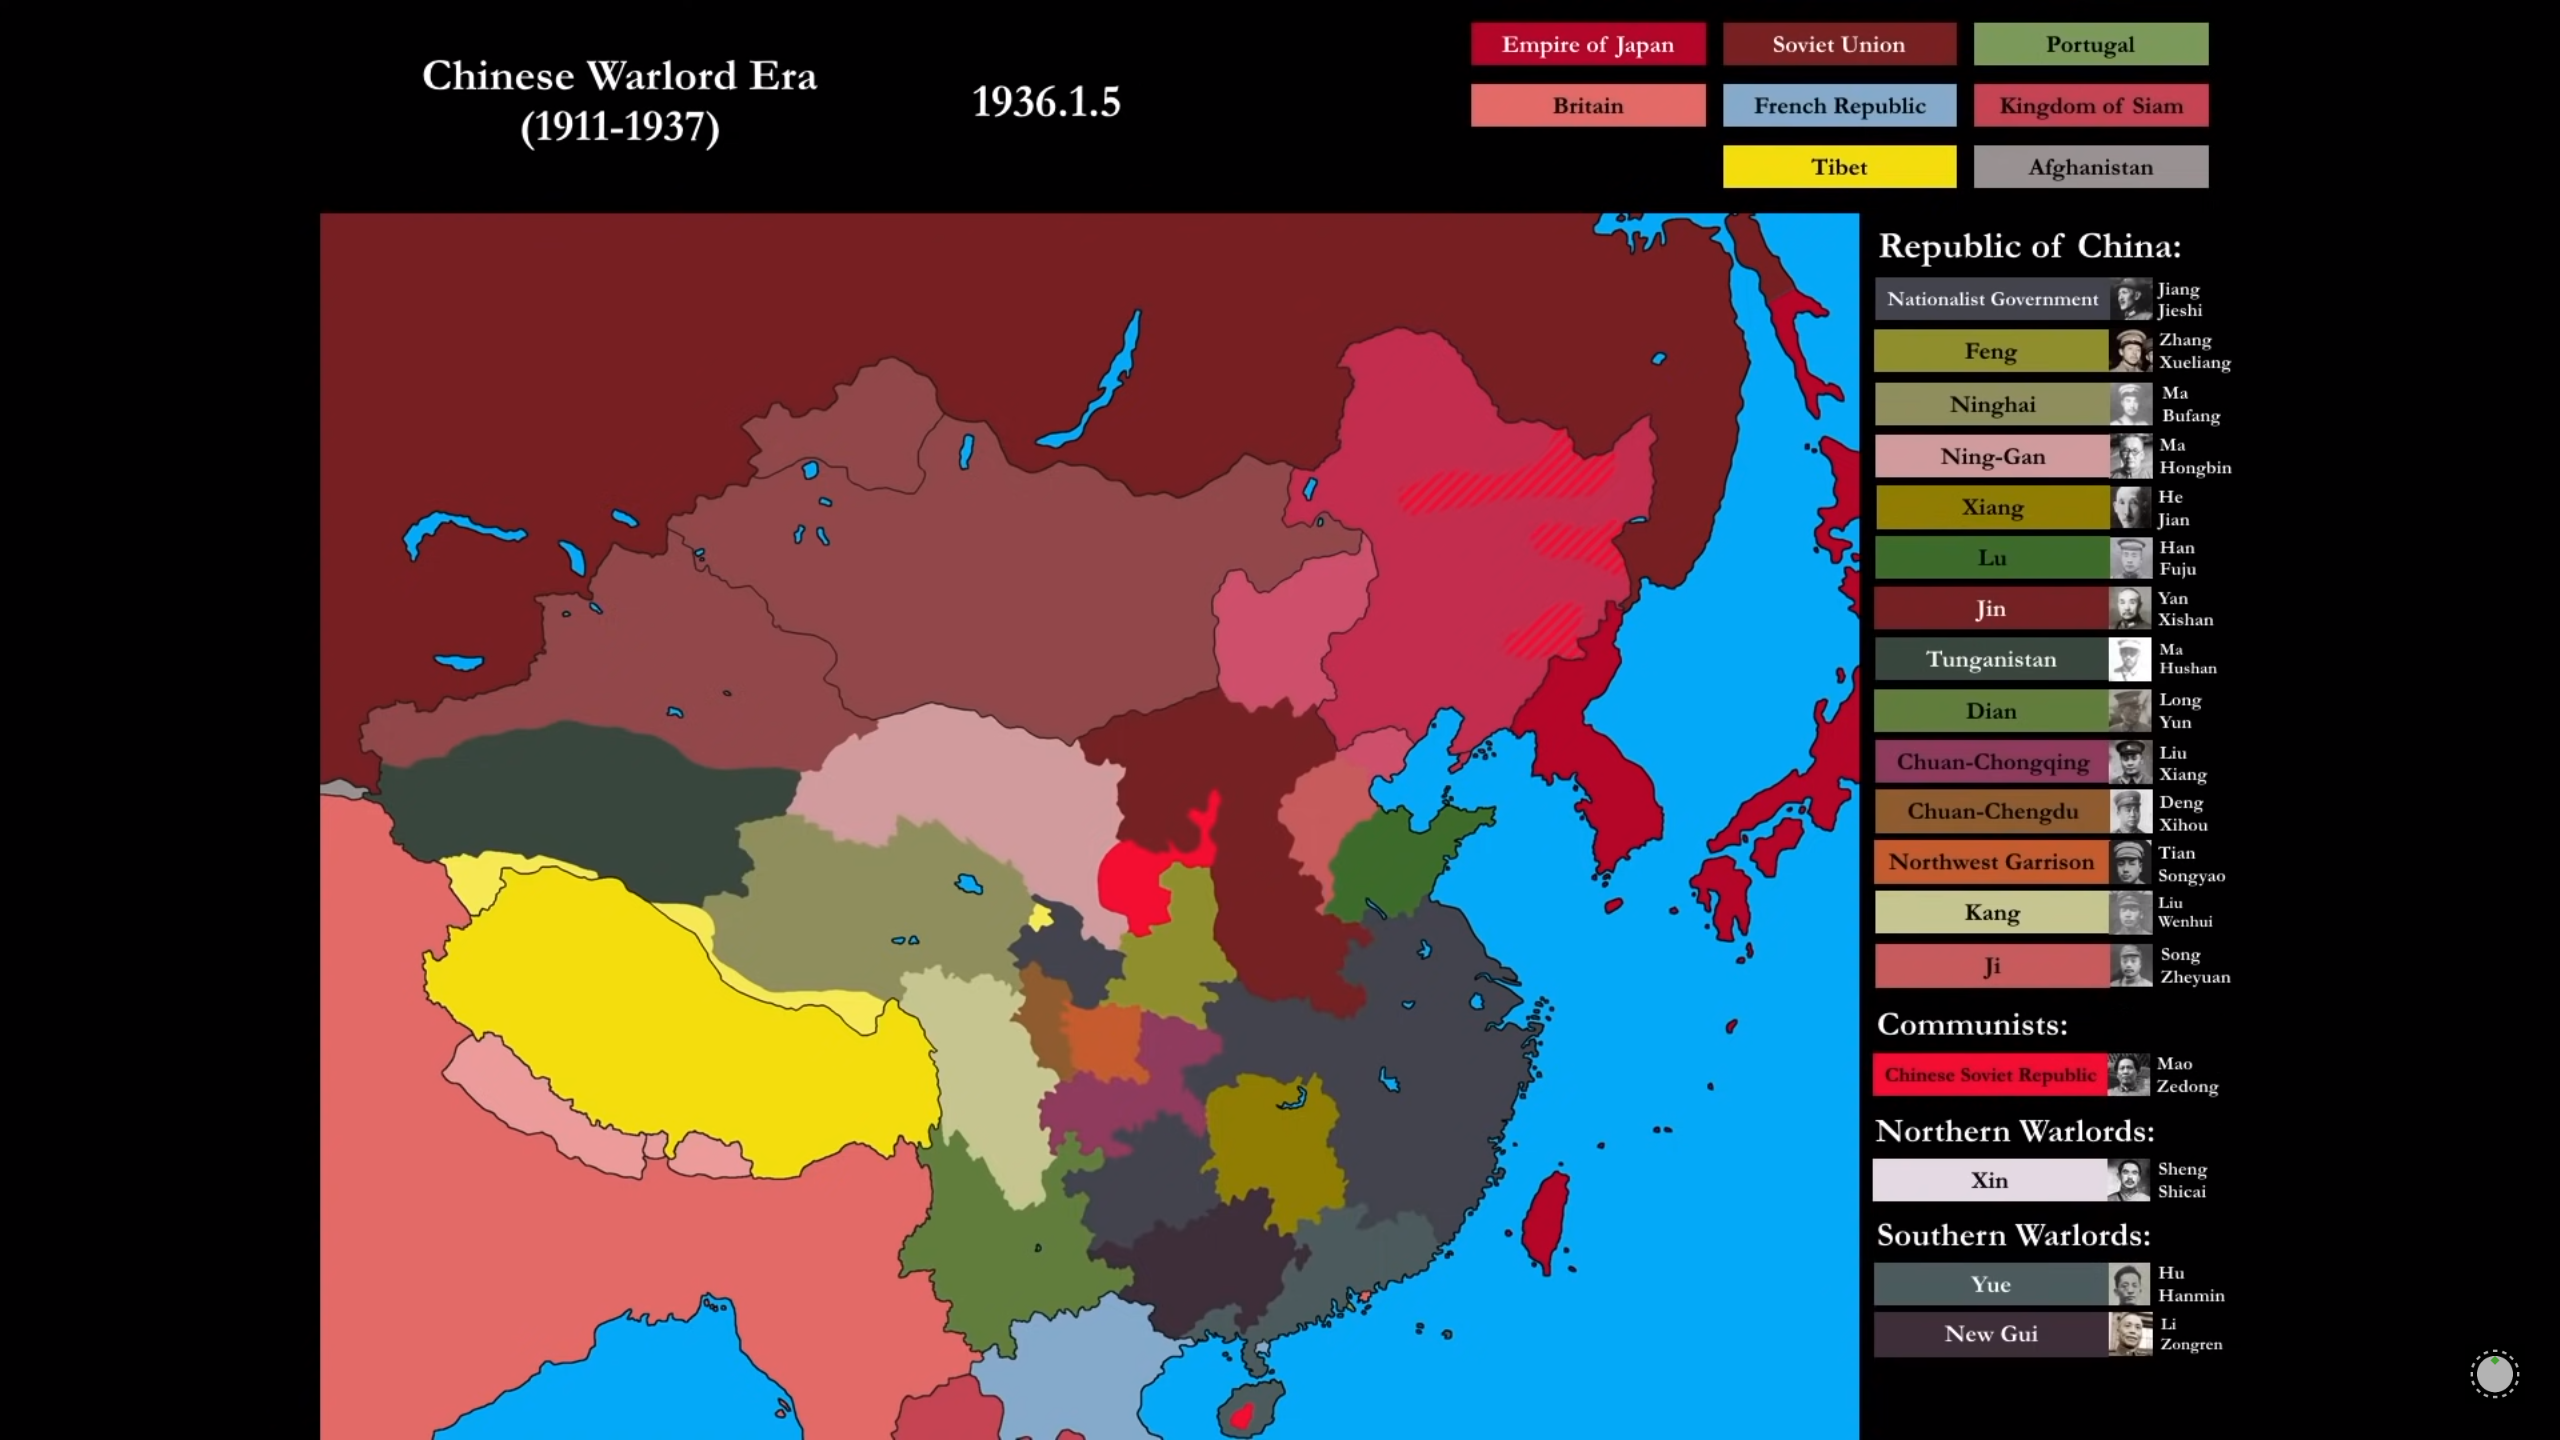 Chinese Warlord Era
(1911-1937)
1936.1.5
Empire of Japan
Soviet Union
Portugal
Britain
French Republic
Kingdom of Siam
Tibet
Afghanistan
Republic of China:
Nationalist Government
Jiang
Jieshi
Feng
Zhang
Xueliang
Ninghai
Ma
Bufang
Ning-Gan
Ma
Hongbin
Xiang
He
Jian
Lu
Han
Fuju
Jin
Yan
Xishan
Tunganistan
Ma
Hushan
Dian
Long
Yun
Chuan-Chongqing
Liu
Xiang
Chuan-Chengdu
Deng
Xihou
Northwest Garrison
Tian
Songyao
Kang
Liu
Wenhui
Ji
Song
Zheyuan
Communists:
Chinese Soviet Republic
Mao
Zedong
Northern Warlords:
Xin
Sheng
Shicai
Southern Warlords:
Yue
Hu
Hanmin
New Gui
Li
Zongren